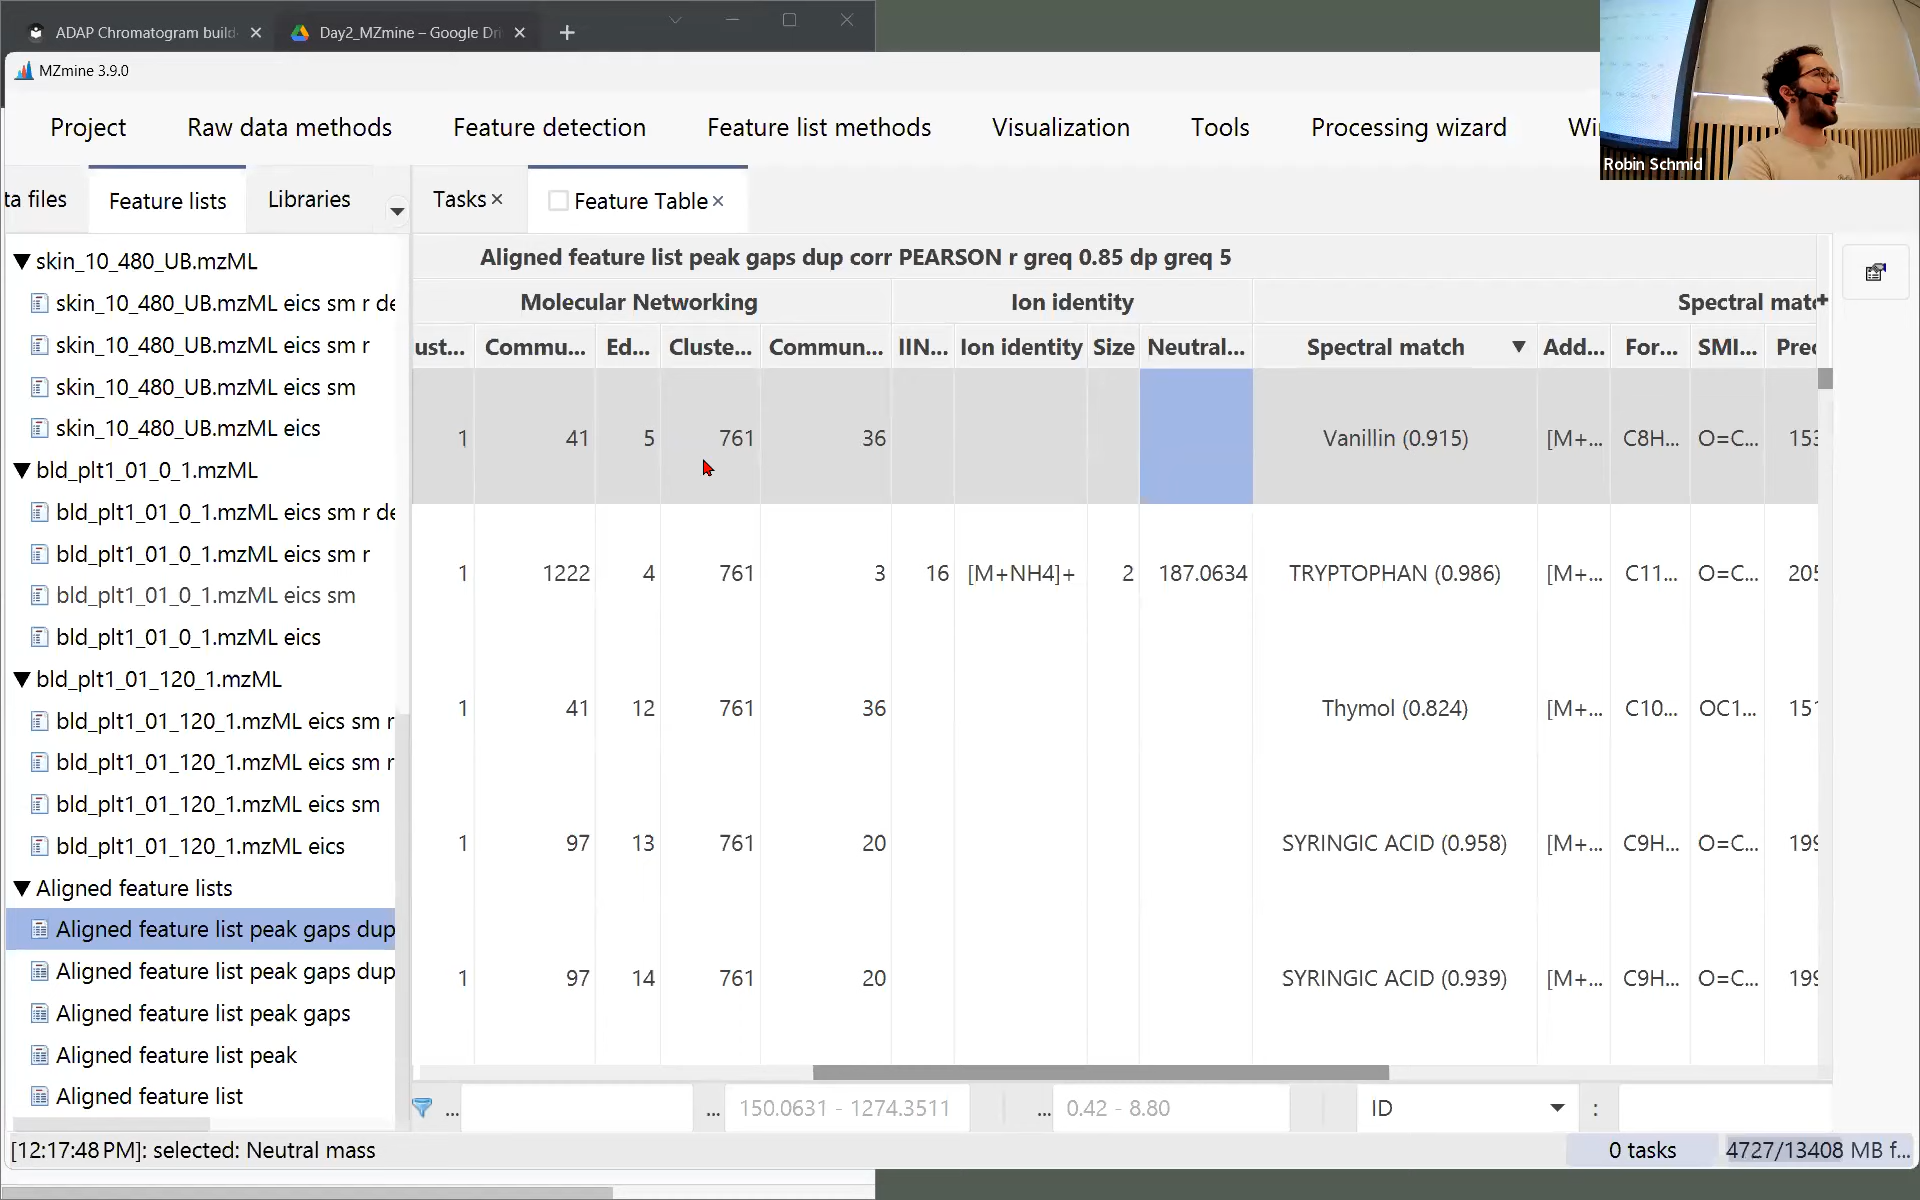 ADAP Chromatogram build
Day2_MZmine – Google Dri
MZmine 3.9.0
Project Raw data methods Feature detection Feature list methods Visualization Tools Processing wizard Wi
Robin Schmid
ta files Feature lists Libraries
Tasks Feature Table
skin_10_480_UB.mzML
skin_10_480_UB.mzML eics sm r de
skin_10_480_UB.mzML eics sm r
skin_10_480_UB.mzML eics sm
skin_10_480_UB.mzML eics
bld_plt1_01_0_1.mzML
bld_plt1_01_0_1.mzML eics sm r de
bld_plt1_01_0_1.mzML eics sm r
bld_plt1_01_0_1.mzML eics sm
bld_plt1_01_0_1.mzML eics
bld_plt1_01_120_1.mzML
bld_plt1_01_120_1.mzML eics sm r
bld_plt1_01_120_1.mzML eics sm r
bld_plt1_01_120_1.mzML eics sm
bld_plt1_01_120_1.mzML eics
Aligned feature lists
Aligned feature list peak gaps dup
Aligned feature list peak gaps dup
Aligned feature list peak gaps
Aligned feature list peak
Aligned feature list
Aligned feature list peak gaps dup corr PEARSON r greq 0.85 dp greq 5
Molecular Networking Ion identity Spectral matc
ust... Commu... Ed... Cluste... Commun... IIN... Ion identity Size Neutral... Spectral match Add... For... SMI... Prec
1 41 5 761 36 Vanillin (0.915) [M+... C8H... O=C... 153
1 1222 4 761 3 16 [M+NH4]+ 2 187.0634 TRYPTOPHAN (0.986) [M+... C11... O=C... 205
1 41 12 761 36 Thymol (0.824) [M+... C10... OC1... 151
1 97 13 761 20 SYRINGIC ACID (0.958) [M+... C9H... O=C... 199
1 97 14 761 20 SYRINGIC ACID (0.939) [M+... C9H... O=C... 199
... ... 150.0631 - 1274.3511 ... 0.42 - 8.80 ID :
[12:17:48 PM]: selected: Neutral mass
0 tasks 4727/13408 MB f...